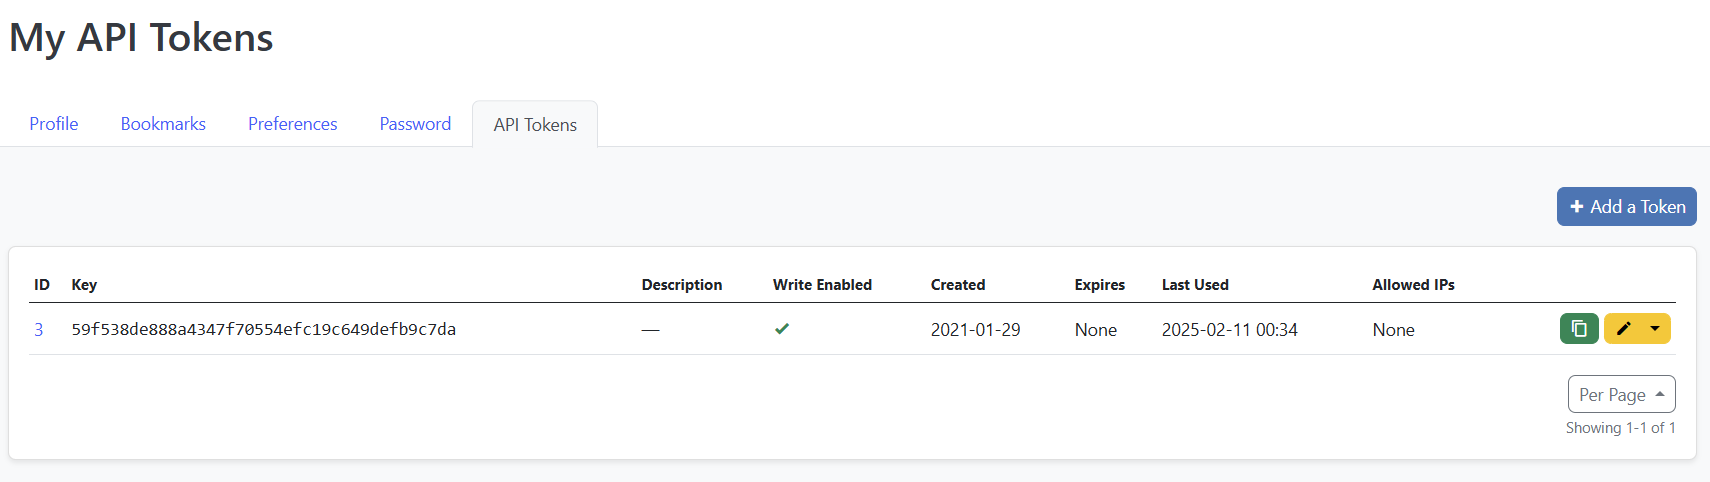 My API Tokens
Profile Bookmarks Preferences Password API Tokens
Add a Token
ID Key Description Write Enabled Created Expires Last Used Allowed IPs
3 59f538de888a4347f70554efc19c649defb9c7da — 2021-01-29 None 2025-02-11 00:34 None
Per Page
Showing 1-1 of 1